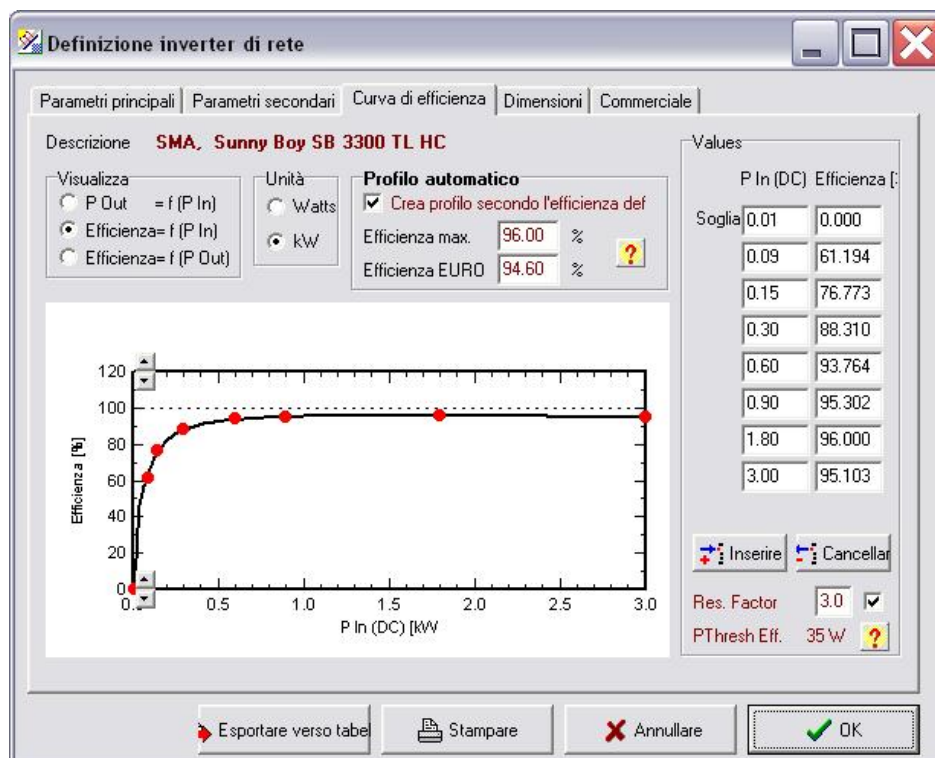 Definizione inverter di rete
Parametri principali Parametri secondari Curva di efficienza Dimensioni Commerciale
Descrizione SMA, Sunny Boy SB 3300 TL HC
Visualizza
P Out = f (P In)
Efficienza= f (P In)
Efficienza= f (P Out)
Unità
Watts
kW
Profilo automatico
Crea profilo secondo l'efficienza def
Efficienza max. 96.00 %
Efficienza EURO 94.60 %
?
120
100
80
60
40
20
0
0.5 1.0 1.5 2.0 2.5 3.0
Efficienza [%]
P In (DC) [kW
Values
P In (DC) Efficienza [
Soglia 0.01 0.000
0.09 61.194
0.15 76.773
0.30 88.310
0.60 93.764
0.90 95.302
1.80 96.000
3.00 95.103
Inserire Cancellar
Res. Factor 3.0
PThresh Eff. 35 W ?
Esportare verso tabel Stampare Annullare OK